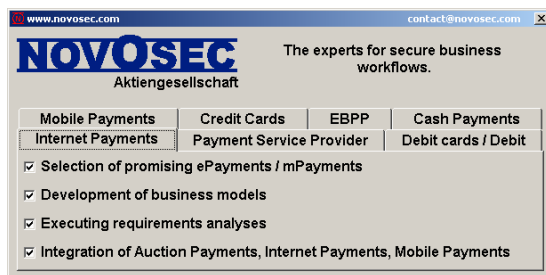 www.novosec.com contact@novosec.com
NOVOSEC
Aktiengesellschaft
The experts for secure business
workflows.
Mobile Payments Credit Cards EBPP Cash Payments
Internet Payments Payment Service Provider Debit cards / Debit
Selection of promising ePayments / mPayments
Development of business models
Executing requirements analyses
Integration of Auction Payments, Internet Payments, Mobile Payments